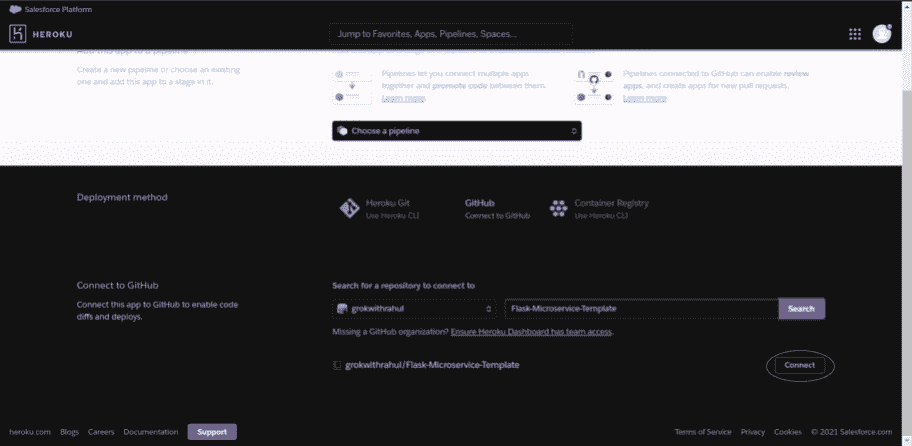 Salesforce Platform
HEROKU
Jump to Favorites, Apps, Pipelines, Spaces...
Add this app to a pipeline
Create a new pipeline or choose an existing
one and add this app to a stage in it.
Pipelines let you connect multiple apps
together and promote code between them.
Learn more.
Pipelines connected to GitHub can enable review
apps, and create apps for new pull requests.
Learn more.
Choose a pipeline
Deployment method
Heroku Git
Use Heroku CLI
GitHub
Connect to GitHub
Container Registry
Use Heroku CLI
Connect to GitHub
Connect this app to GitHub to enable code
diffs and deploys.
Search for a repository to connect to
grokwithrahul
Flask-Microservice-Template
Search
Missing a GitHub organization? Ensure Heroku Dashboard has team access.
grokwithrahul/Flask-Microservice-Template
Connect
heroku.com Blogs Careers Documentation Support
Terms of Service Privacy Cookies © 2021 Salesforce.com